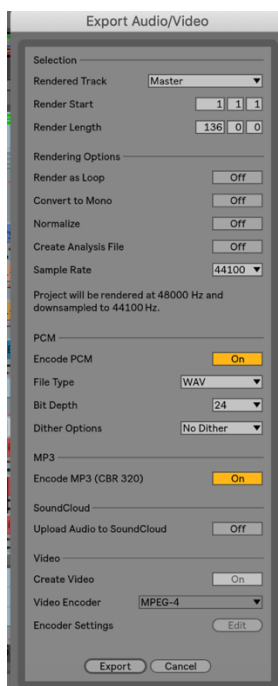 Export Audio/Video
Selection
Rendered Track Master
Render Start 1 1 1
Render Length 136 0 0
Rendering Options
Render as Loop Off
Convert to Mono Off
Normalize Off
Create Analysis File Off
Sample Rate 44100
Project will be rendered at 48000 Hz and
downsampled to 44100 Hz.
PCM
Encode PCM On
File Type WAV
Bit Depth 24
Dither Options No Dither
MP3
Encode MP3 (CBR 320) On
SoundCloud
Upload Audio to SoundCloud Off
Video
Create Video On
Video Encoder MPEG-4
Encoder Settings Edit
Export Cancel